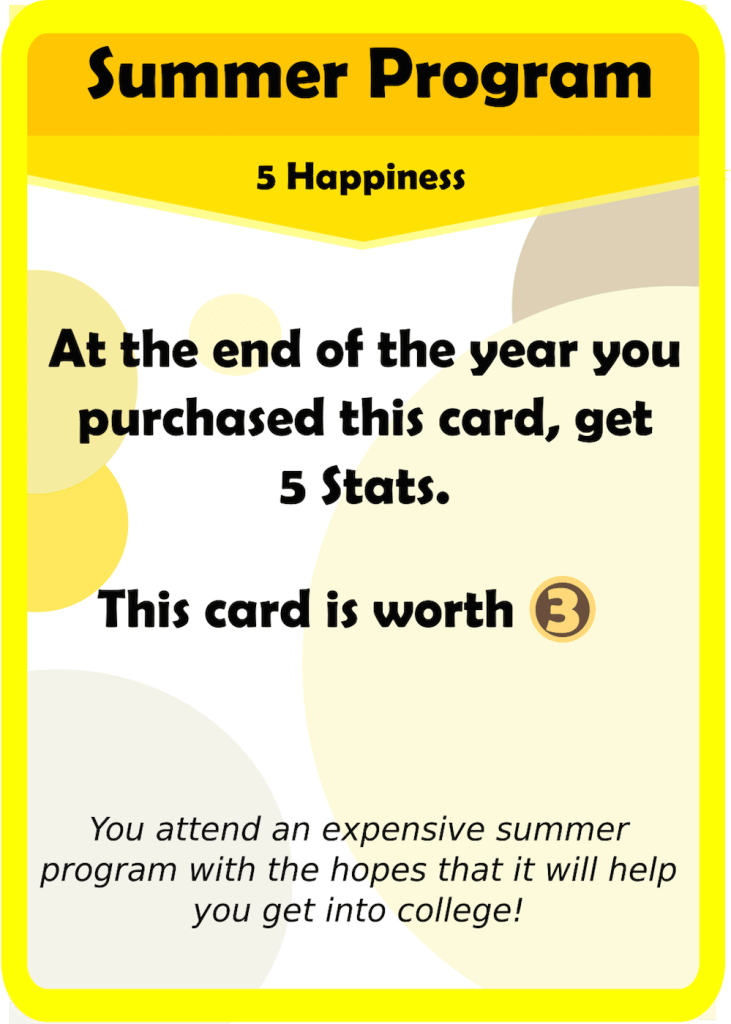 Summer Program
5 Happiness
At the end of the year you
purchased this card, get
5 Stats.
This card is worth 3
You attend an expensive summer
program with the hopes that it will help
you get into college!